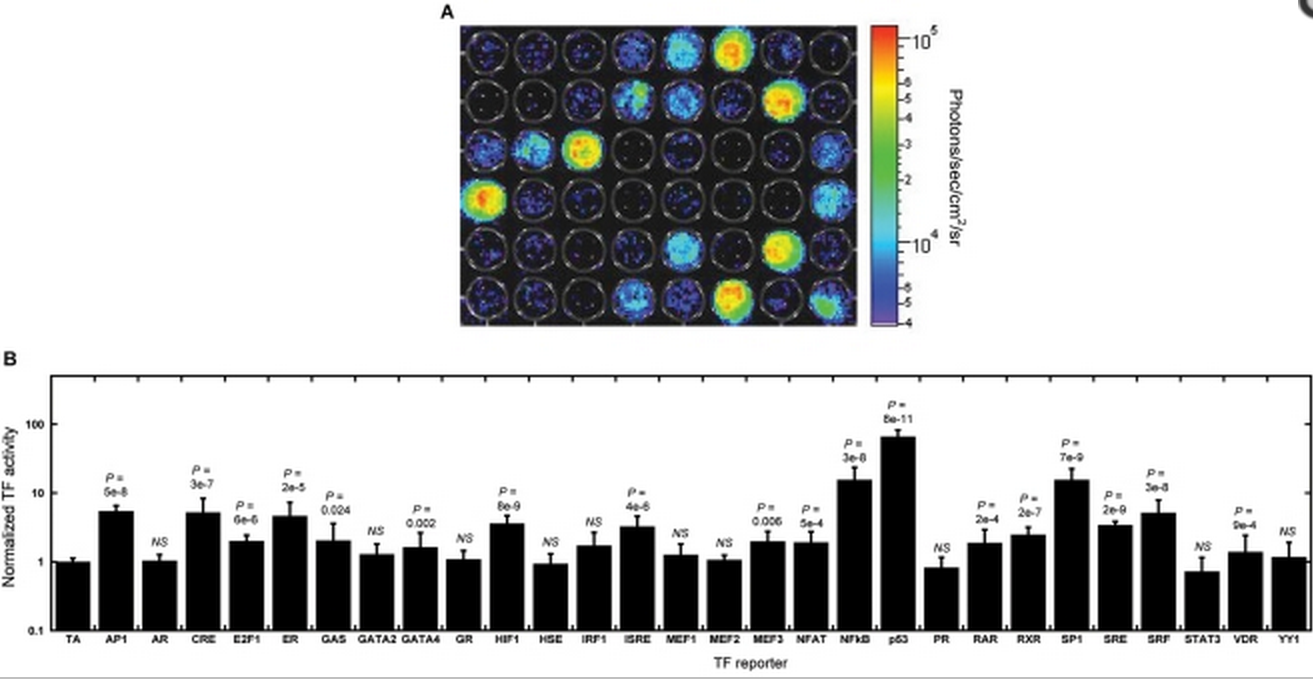 A
10^5
6
5
4
3
2
10^4
6
5
4
Photons/sec/cm²/sr
B
Normalized TF activity
100
10
1
0.1
P =
5e-8
NS
P =
3e-7
P =
6e-6
P =
2e-5
P =
0.024
NS
P =
0.002
NS
P =
8e-9
NS
NS
P =
4e-6
NS
NS
P =
0.006
P =
5e-4
P =
3e-8
P =
8e-11
NS
P =
2e-4
P =
2e-7
P =
7e-9
P =
2e-9
P =
3e-8
NS
P =
9e-4
NS
TA AP1 AR CRE E2F1 ER GAS GATA2 GATA4 GR HIF1 HSE IRF1 ISRE MEF1 MEF2 MEF3 NFAT NFkB p53 PR RAR RXR SP1 SRE SRF STAT3 VDR YY1
TF reporter